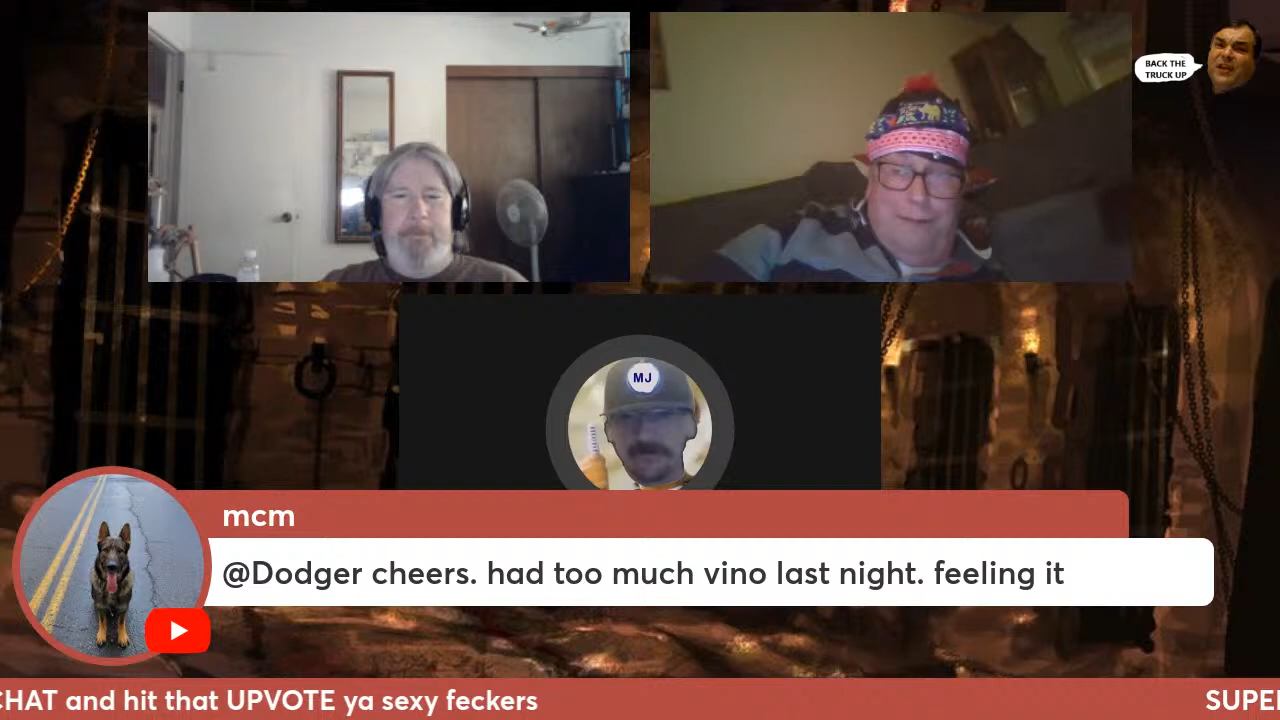 BACK THE
TRUCK UP
MJ
mcm
@Dodger cheers. had too much vino last night. feeling it
CHAT and hit that UPVOTE ya sexy feckers
SUPE